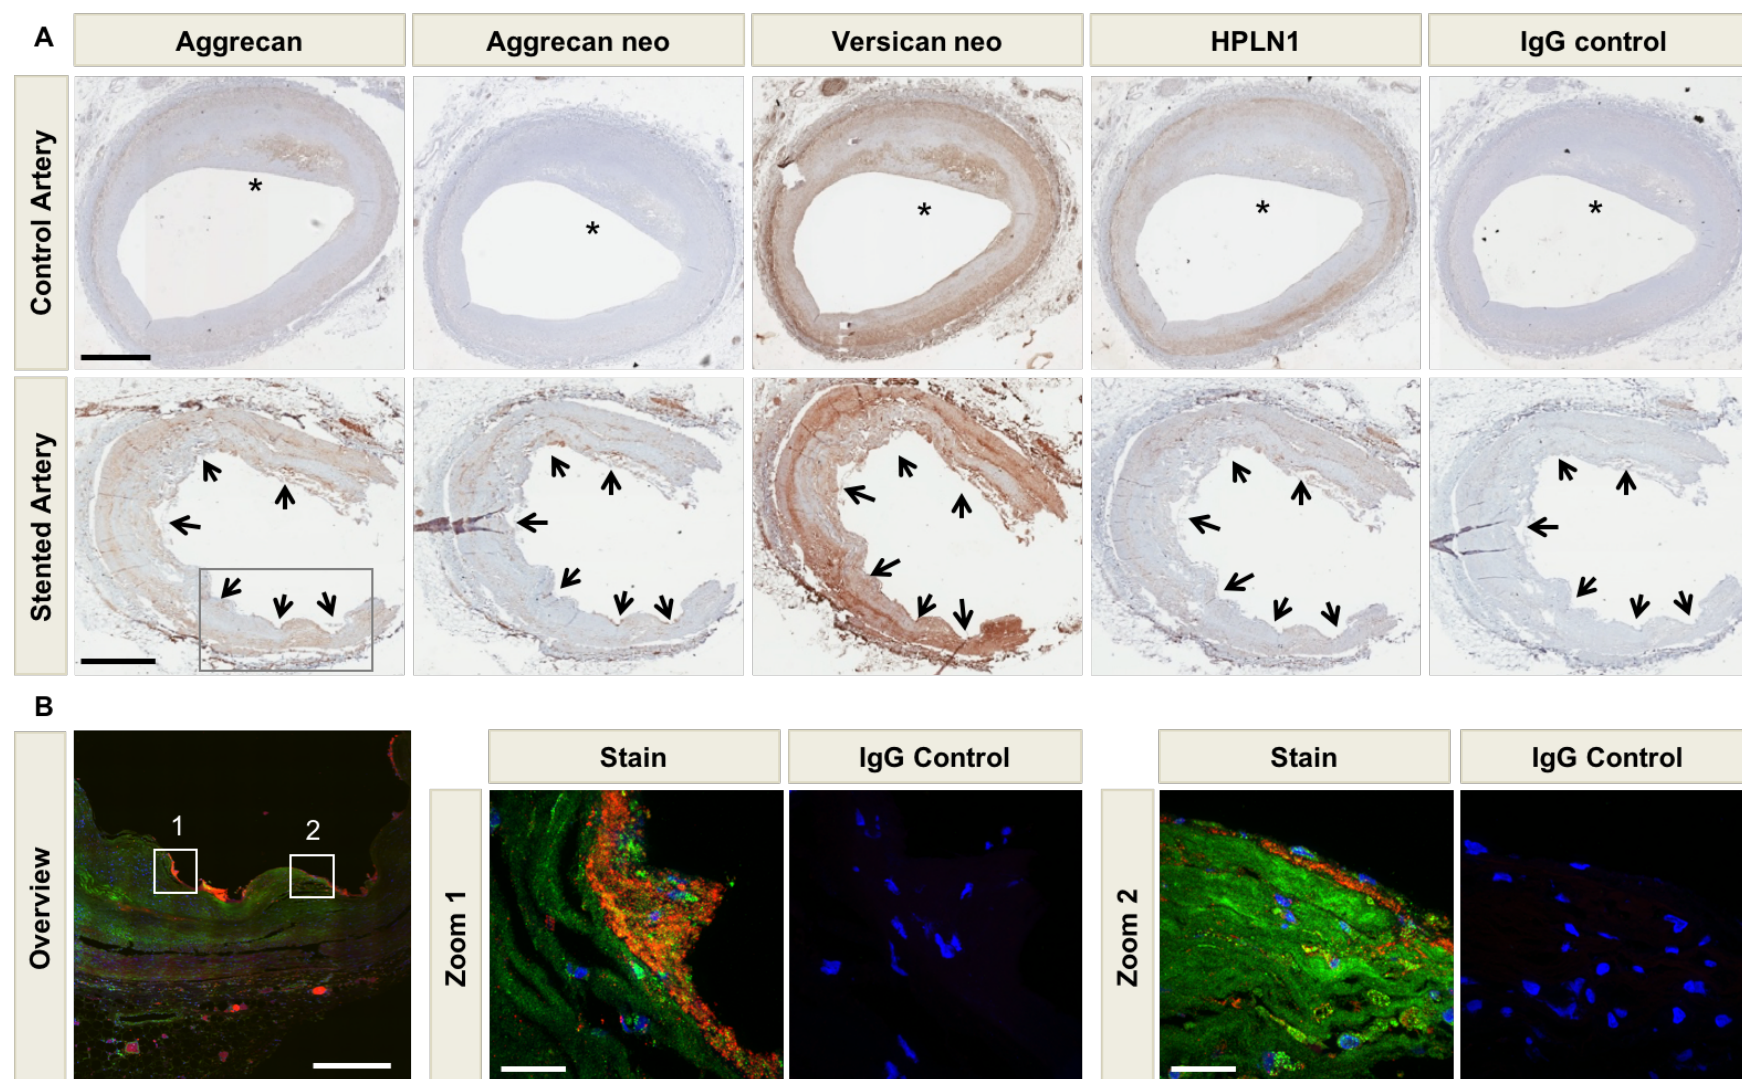 A
Aggrecan
Aggrecan neo
Versican neo
HPLN1
IgG control
Control Artery
*
*
*
*
*
Stented Artery
B
Overview
1
2
Stain
IgG Control
Zoom 1
Stain
IgG Control
Zoom 2